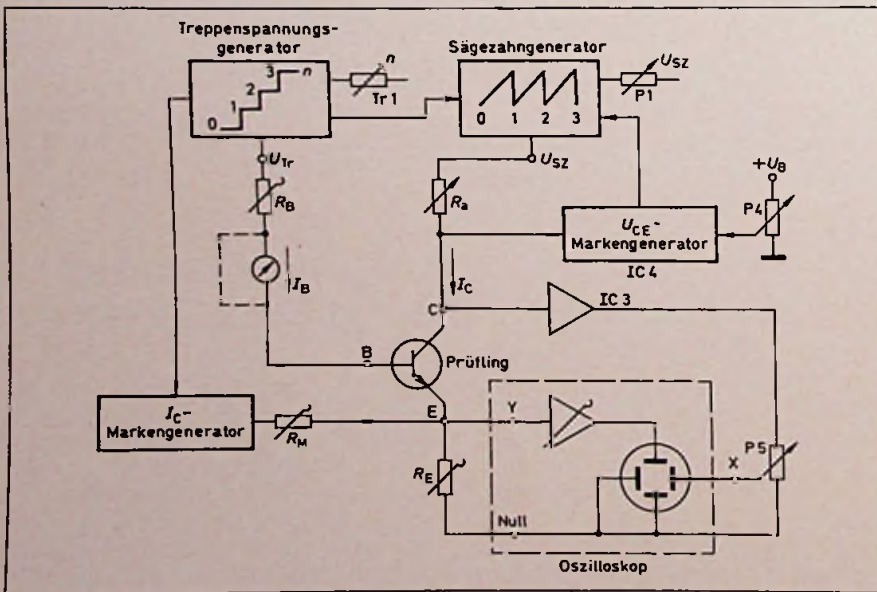 Treppenspannungs-
generator
Sägezahngenerator
0 1 2 3 n
n
Tr 1
0 1 2 3
U_SZ
P1
U_Tr
U_SZ
+U_B
R_B
R_a
P4
U_CE-
Markengenerator
IC 4
I_B
I_C
C
IC 3
B
Prüfling
I_C-
Markengenerator
R_M
E
Y
P5
X
R_E
Null
Oszilloskop